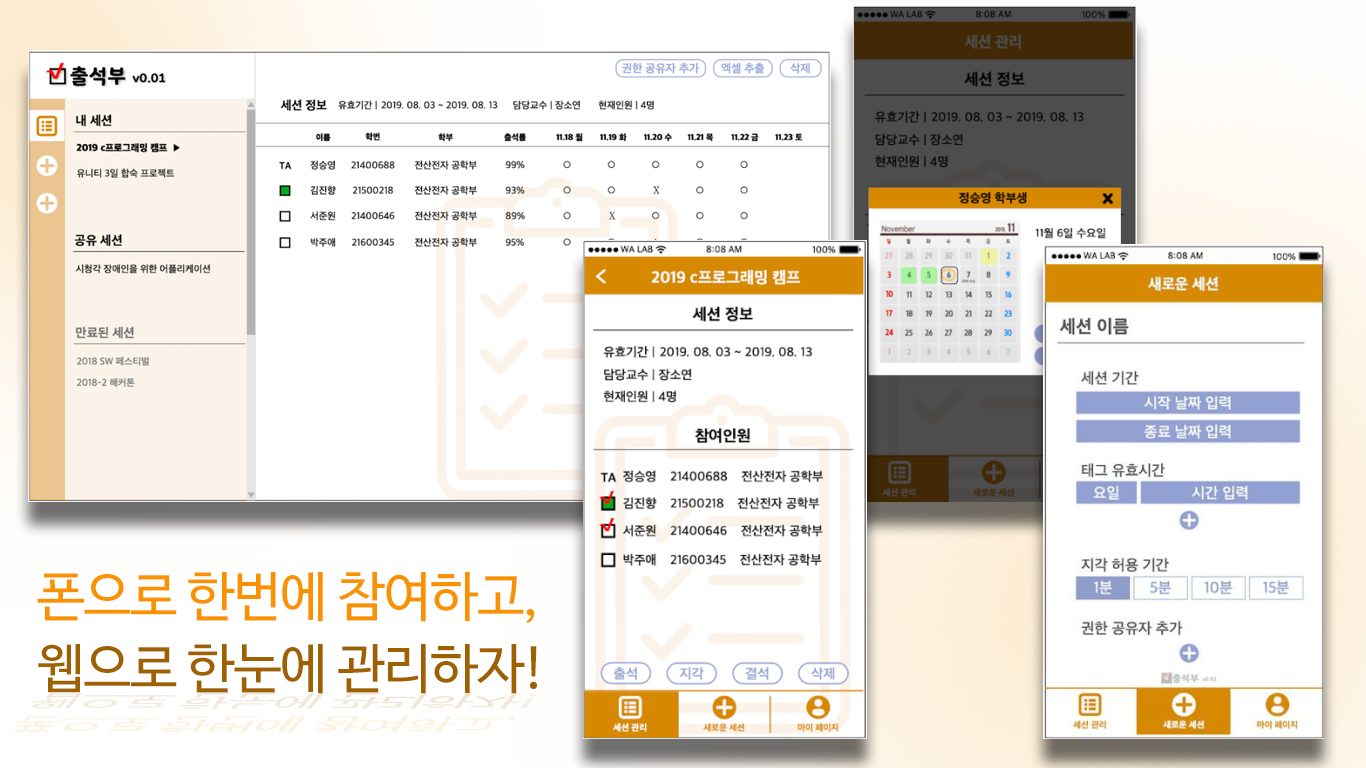 출석부 v0.01
권한 공유자 추가 엑셀 추출 삭제
내 세션
2019 c프로그래밍 캠프 ▶
유니티 3일 합숙 프로젝트
공유 세션
시청각 장애인을 위한 어플리케이션
만료된 세션
2018 SW 페스티벌
2018-2 해커톤
세션 정보 유효기간 | 2019. 08. 03 ~ 2019. 08. 13 담당교수 | 장소연 현재인원 | 4명
이름 학번 학부 출석률 11.18 월 11.19 화 11.20 수 11.21 목 11.22 금 11.23 토
TA 정승영 21400688 전산전자 공학부 99% ○ ○ ○ ○ ○
김진향 21500218 전산전자 공학부 93% ○ ○ X ○ ○
서준원 21400646 전산전자 공학부 89% ○ X ○ ○ ○
박주애 21600345 전산전자 공학부 95% ○
WA LAB 8:08 AM 100%
2019 c프로그래밍 캠프
세션 정보
유효기간 | 2019. 08. 03 ~ 2019. 08. 13
담당교수 | 장소연
현재인원 | 4명
참여인원
TA 정승영 21400688 전산전자 공학부
김진향 21500218 전산전자 공학부
서준원 21400646 전산전자 공학부
박주애 21600345 전산전자 공학부
출석 지각 결석 삭제
세션 관리 새로운 세션 마이 페이지
WA LAB 8:08 AM 100%
세션 관리
세션 정보
유효기간 | 2019. 08. 03 ~ 2019. 08. 13
담당교수 | 장소연
현재인원 | 4명
정승영 학부생 X
November 2019. 11
일 월 화 수 목 금 토
27 28 29 30 31 1 2
3 4 5 6 7 8 9
10 11 12 13 14 15 16
17 18 19 20 21 22 23
24 25 26 27 28 29 30
1 2 3 4 5 6 7
11월 6일 수요일
세션 관리 새로운 세션
WA LAB 8:08 AM 100%
새로운 세션
세션 이름
세션 기간
시작 날짜 입력
종료 날짜 입력
태그 유효시간
요일 시간 입력
지각 허용 기간
1분 5분 10분 15분
권한 공유자 추가
출석부 v0.01
세션 관리 새로운 세션 마이 페이지
폰으로 한번에 참여하고,
웹으로 한눈에 관리하자!